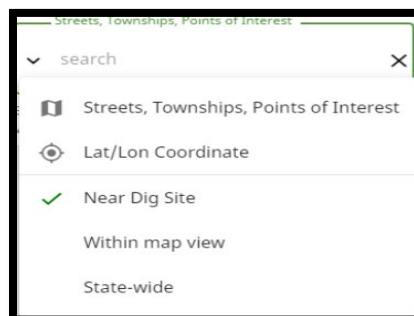 Streets, Townships, Points of Interest
search
Streets, Townships, Points of Interest
Lat/Lon Coordinate
Near Dig Site
Within map view
State-wide